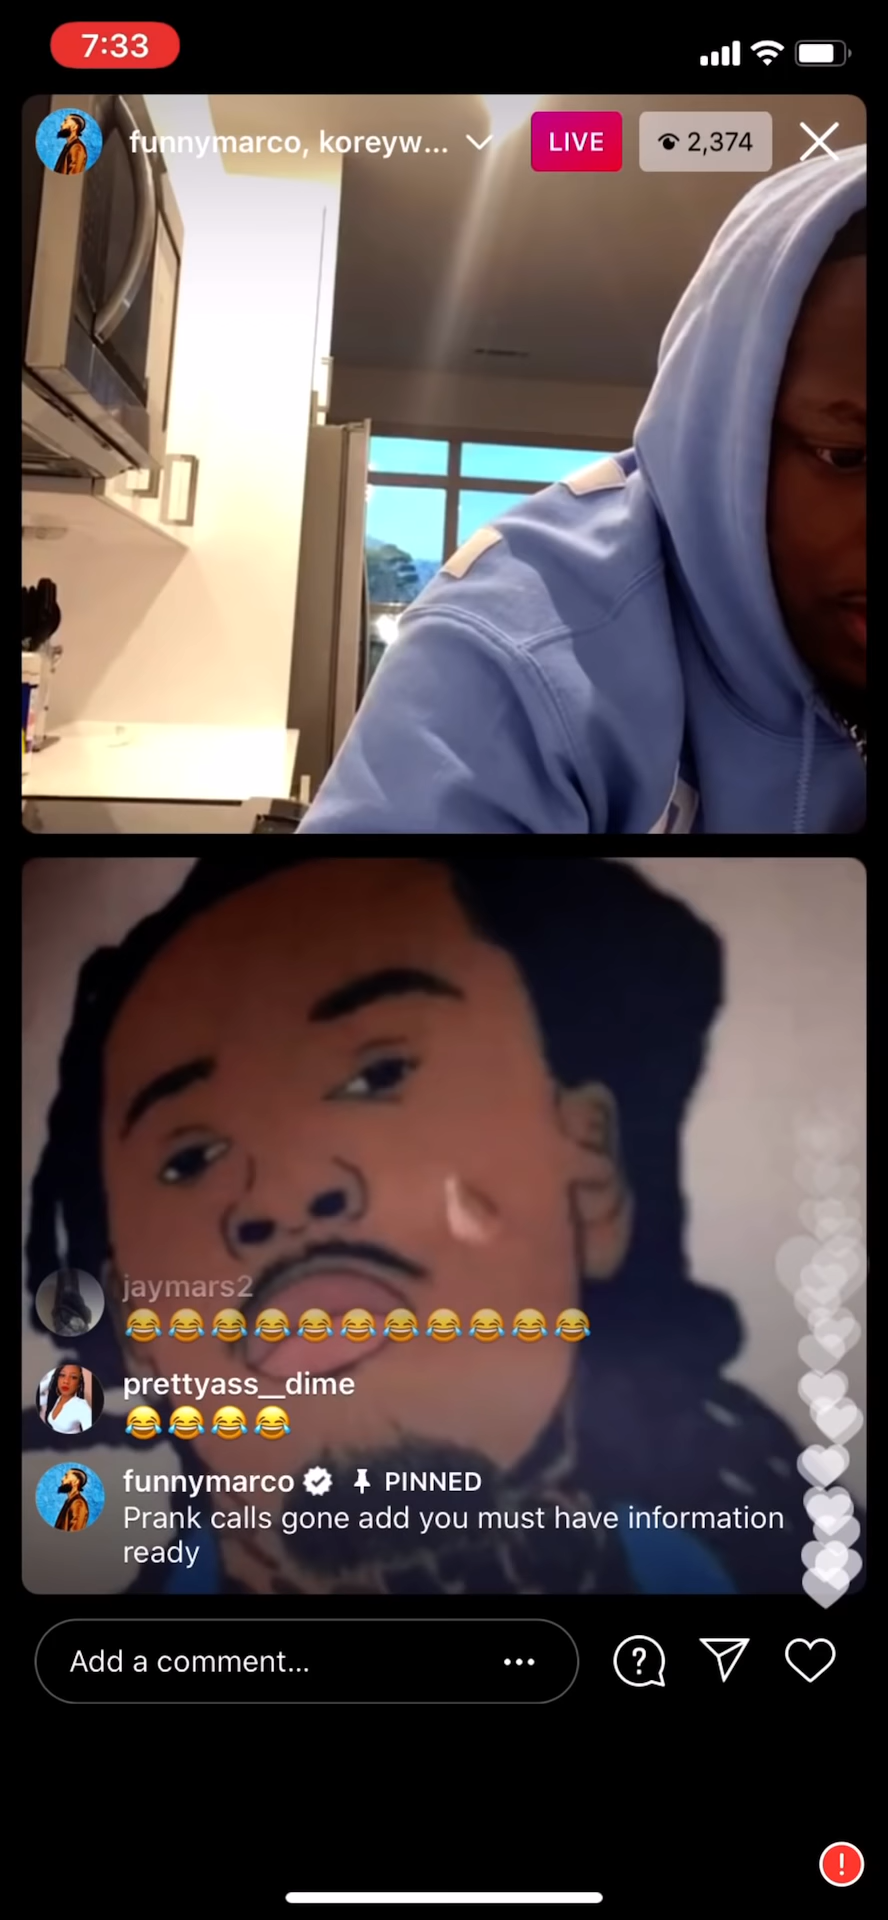 7:33
funnymarco, koreyw...
LIVE
2,374
jaymars2
😂😂😂😂😂😂😂😂😂😂😂
prettyass__dime
😂😂😂😂
funnymarco PINNED
Prank calls gone add you must have information
ready
Add a comment...